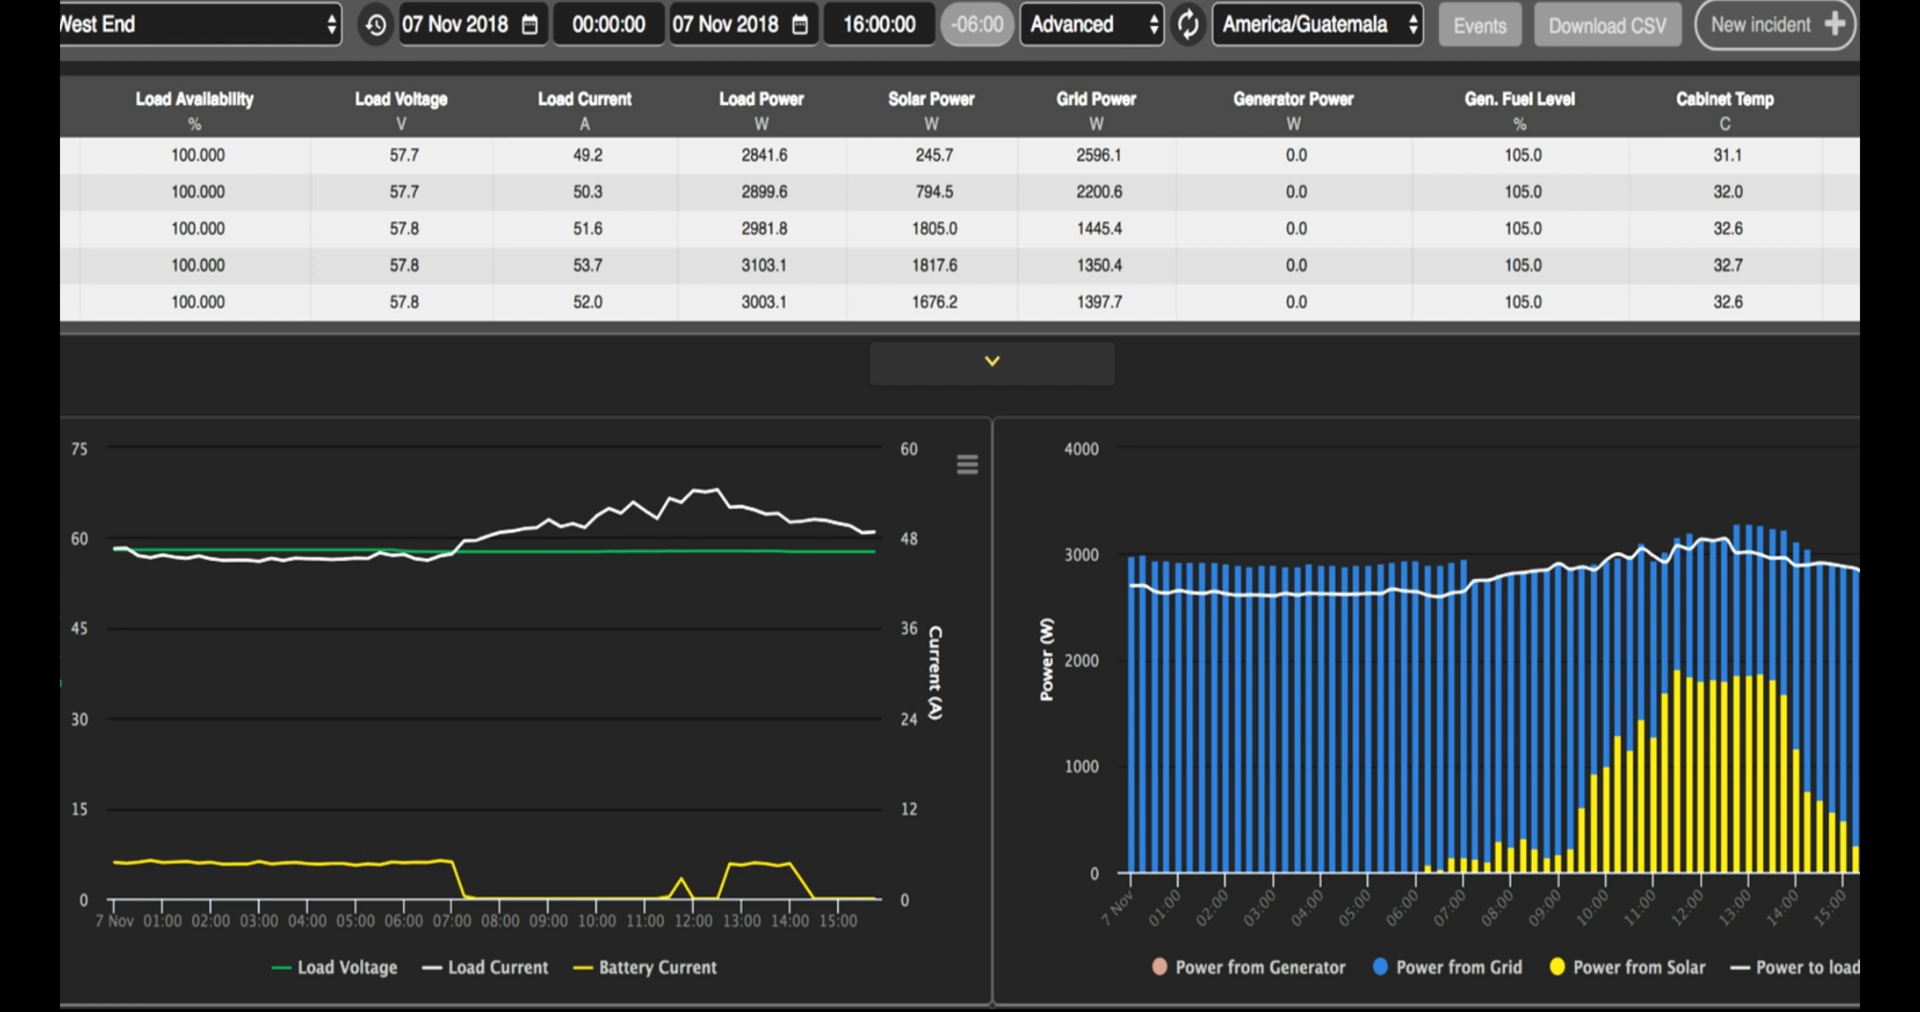 West End 07 Nov 2018 00:00:00 07 Nov 2018 16:00:00 -06:00 Advanced America/Guatemala Events Download CSV New incident
Load Availability Load Voltage Load Current Load Power Solar Power Grid Power Generator Power Gen. Fuel Level Cabinet Temp
% V A W W W W % C
100.000 57.7 49.2 2841.6 245.7 2596.1 0.0 105.0 31.1
100.000 57.7 50.3 2899.6 794.5 2200.6 0.0 105.0 32.0
100.000 57.8 51.6 2981.8 1805.0 1445.4 0.0 105.0 32.6
100.000 57.8 53.7 3103.1 1817.6 1350.4 0.0 105.0 32.7
100.000 57.8 52.0 3003.1 1676.2 1397.7 0.0 105.0 32.6
75 60
60 48
45 36
30 24
15 12
0 0
Current (A)
7 Nov 01:00 02:00 03:00 04:00 05:00 06:00 07:00 08:00 09:00 10:00 11:00 12:00 13:00 14:00 15:00
Load Voltage Load Current Battery Current
4000
3000
2000
1000
0
Power (W)
7 Nov 01:00 02:00 03:00 04:00 05:00 06:00 07:00 08:00 09:00 10:00 11:00 12:00 13:00 14:00 15:00
Power from Generator Power from Grid Power from Solar Power to load